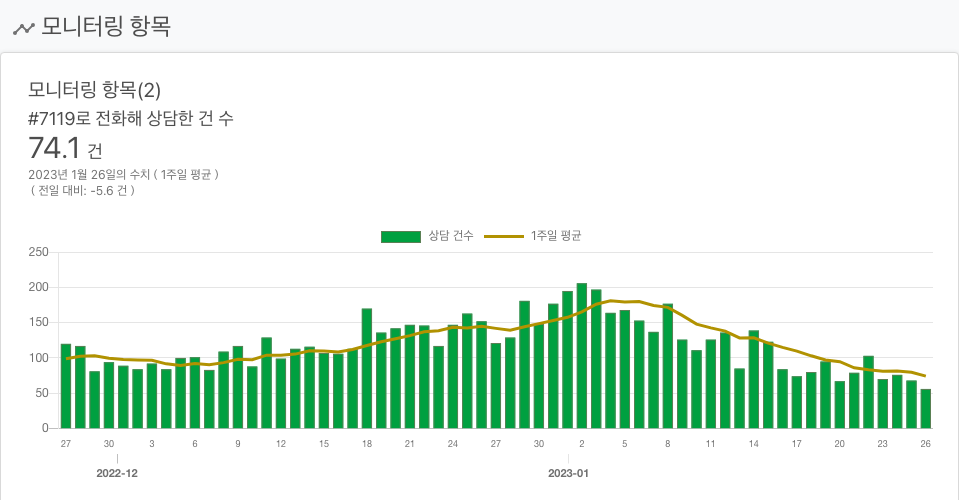 모니터링 항목
모니터링 항목(2)
#7119로 전화해 상담한 건 수
74.1 건
2023년 1월 26일의 수치 ( 1주일 평균 )
( 전일 대비: -5.6 건 )
상담 건수 1주일 평균
250
200
150
100
50
0
27 30 3 6 9 12 15 18 21 24 27 30 2 5 8 11 14 17 20 23 26
2022-12 2023-01